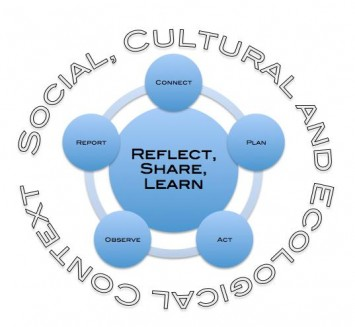 Social, Cultural and Ecological Context
Connect
Report
Plan
Reflect,
Share,
Learn
Observe
Act